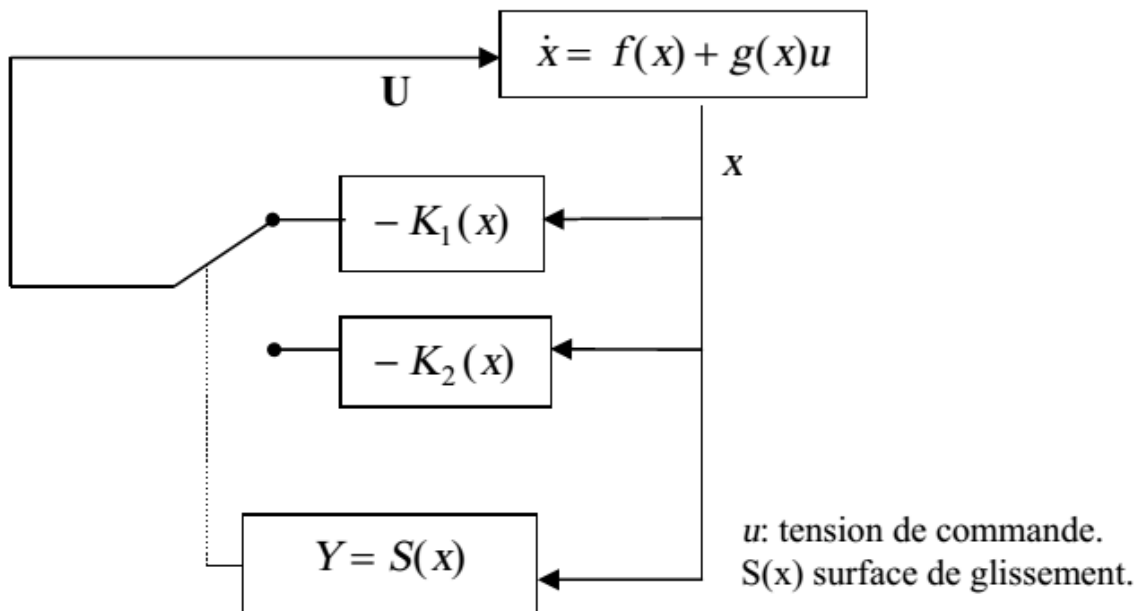 ẋ = f(x) + g(x)u
U
x
− K₁(x)
− K₂(x)
Y = S(x)
u: tension de commande.
S(x) surface de glissement.